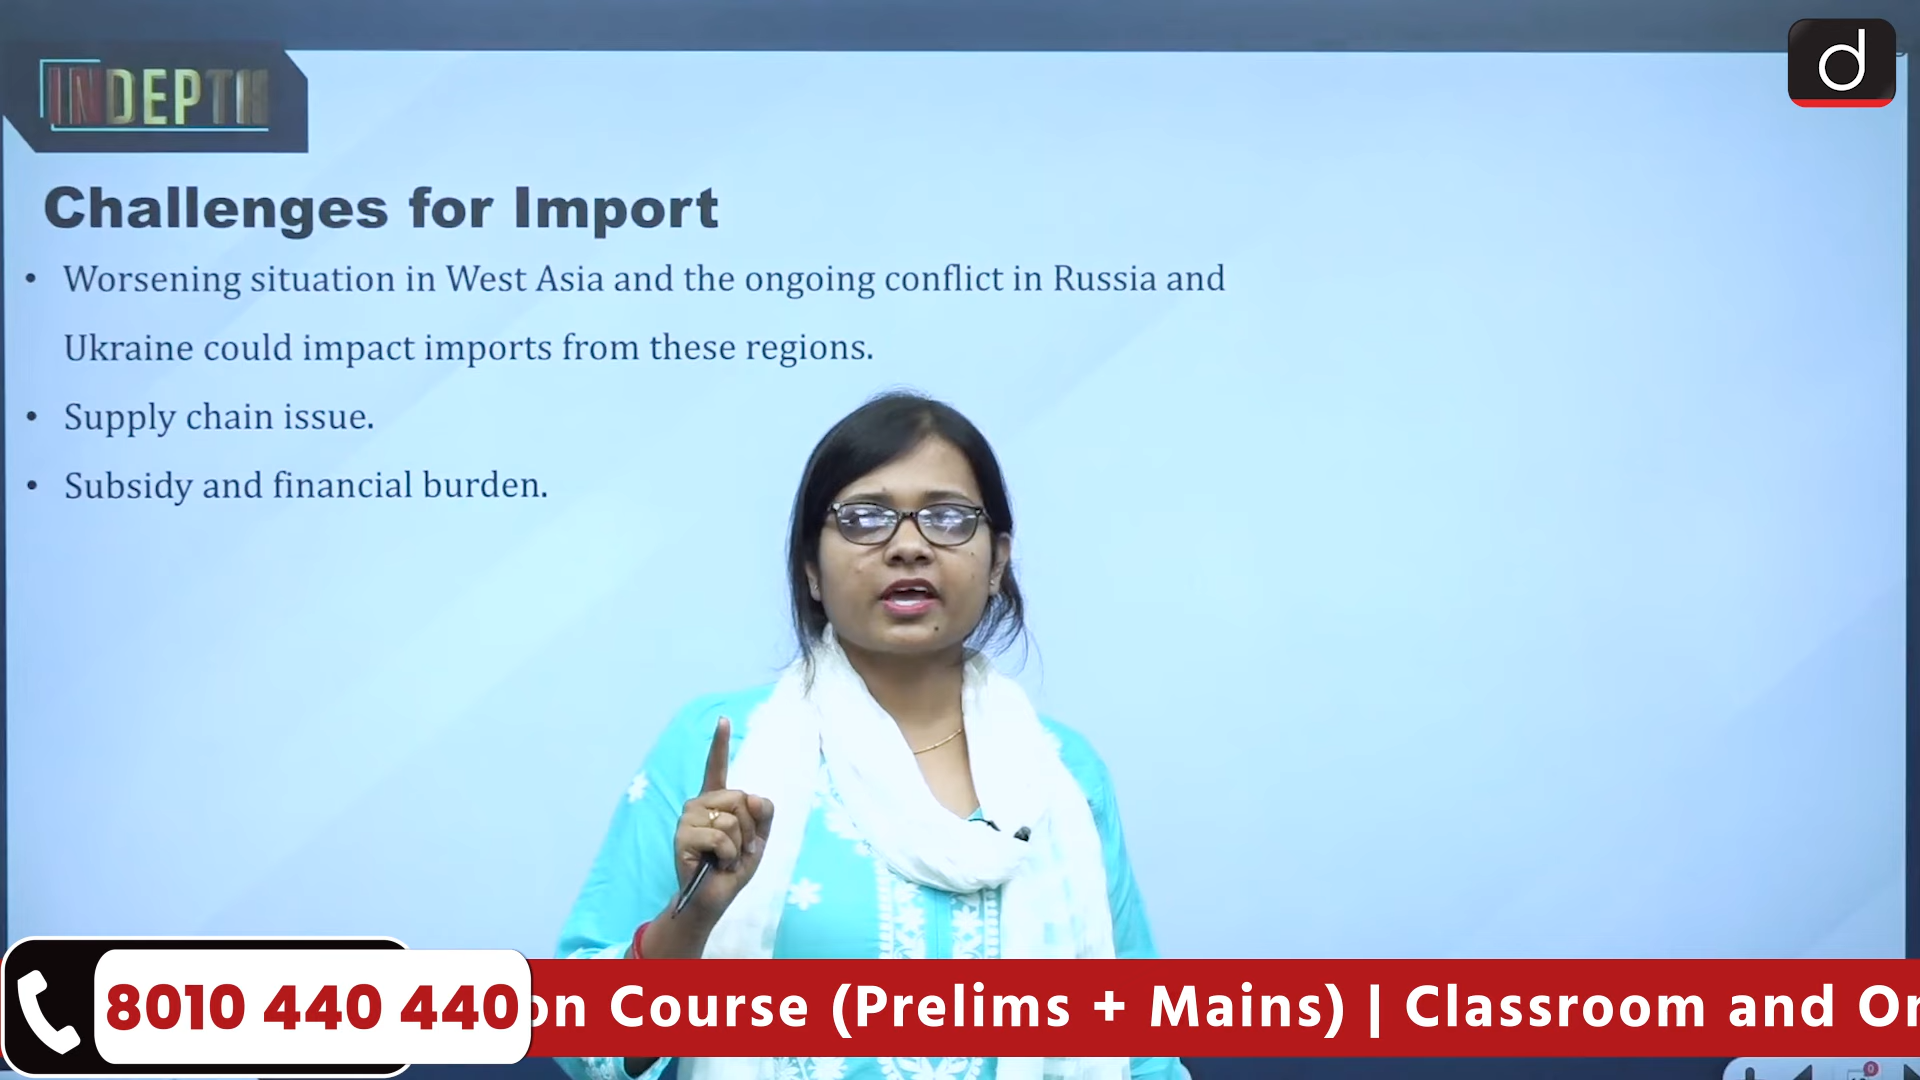 INDEPTH
d
Challenges for Import
• Worsening situation in West Asia and the ongoing conflict in Russia and
Ukraine could impact imports from these regions.
• Supply chain issue.
• Subsidy and financial burden.
8010 440 440
on Course (Prelims + Mains) | Classroom and On
0